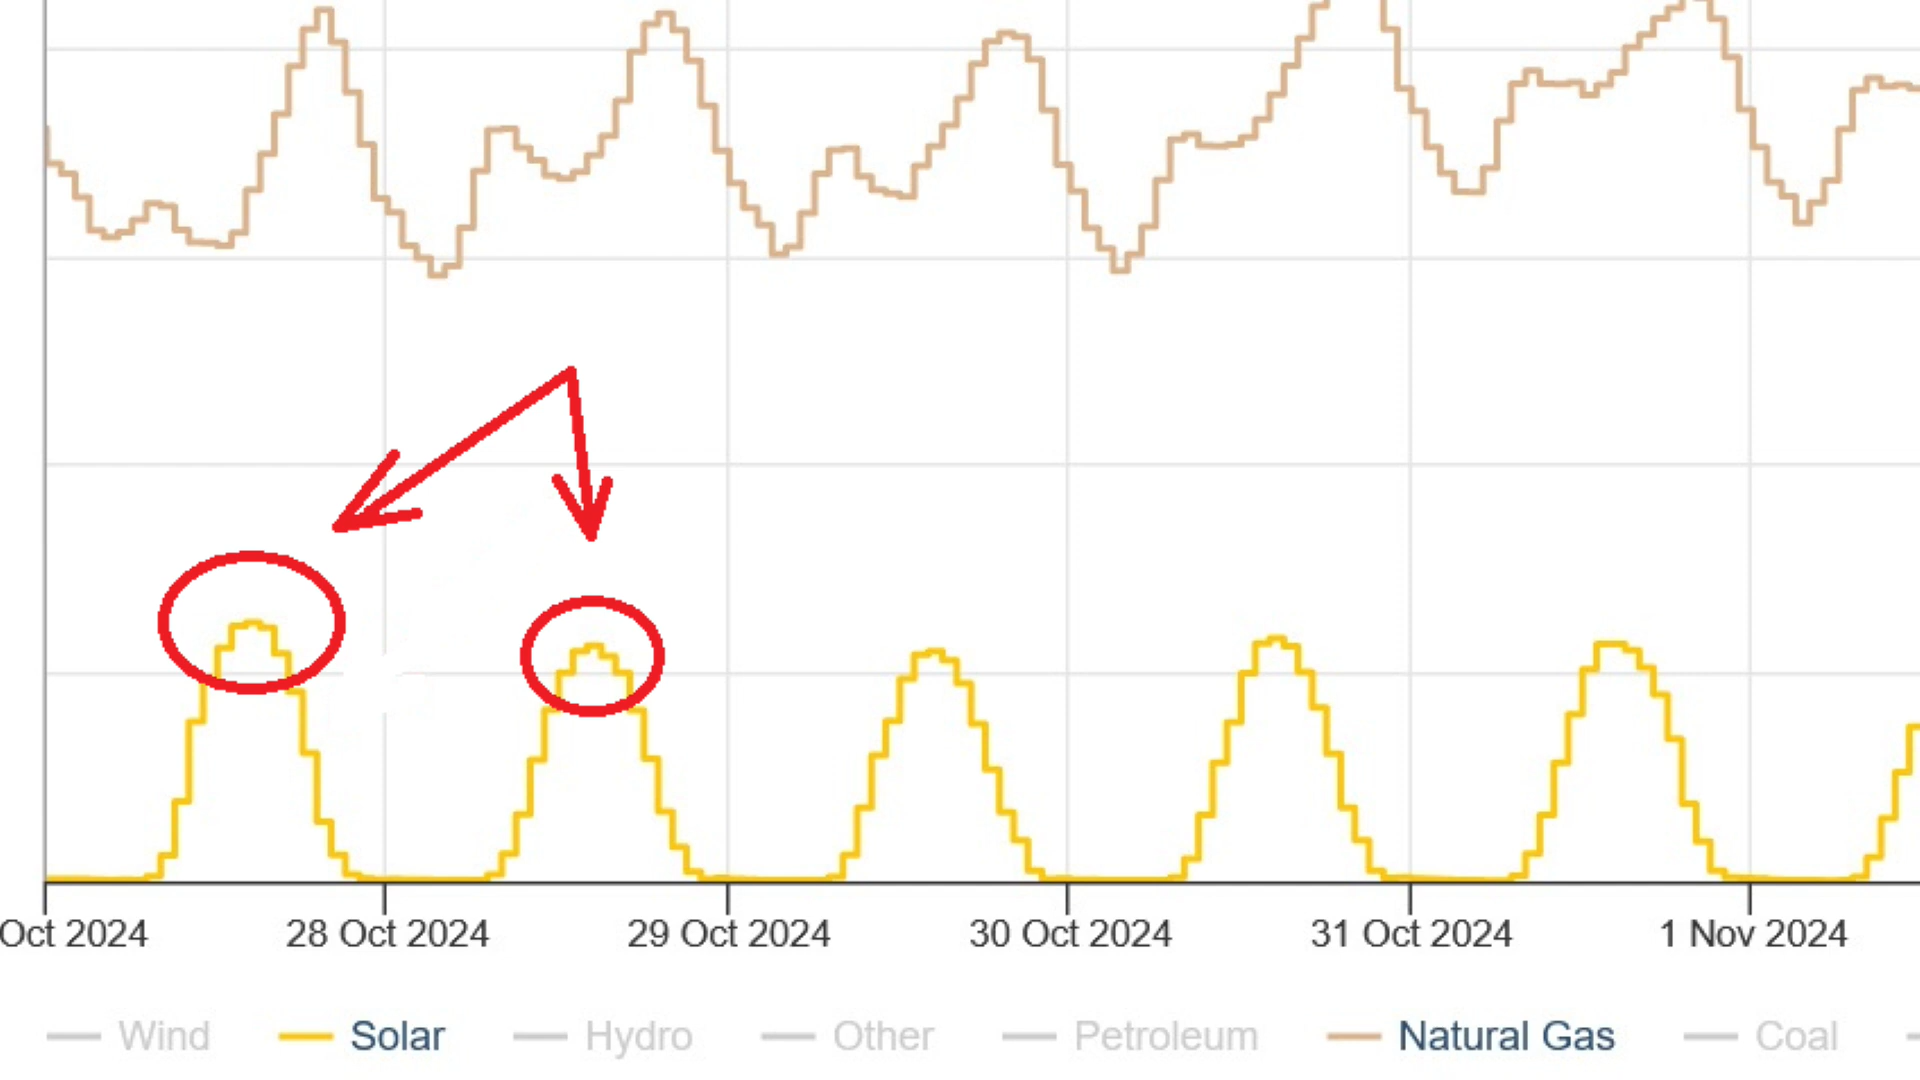 Oct 2024 28 Oct 2024 29 Oct 2024 30 Oct 2024 31 Oct 2024 1 Nov 2024
Wind Solar Hydro Other Petroleum Natural Gas Coal